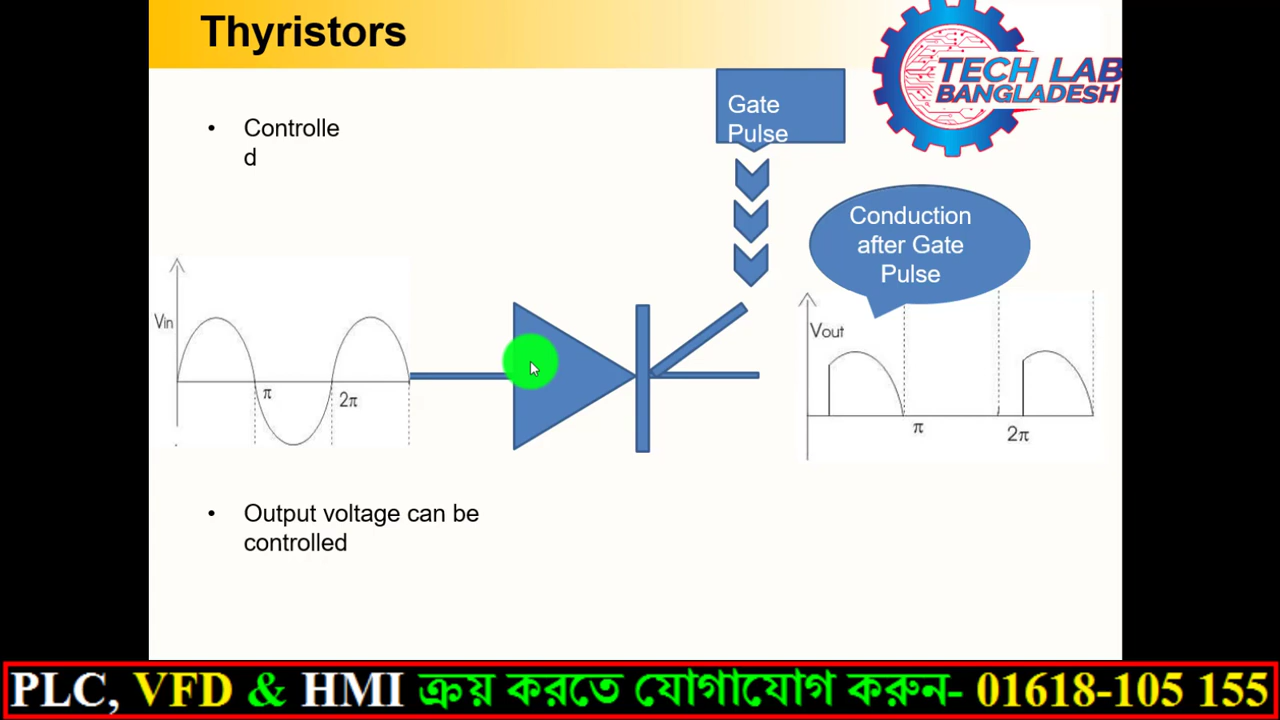 Thyristors
TECH LAB
BANGLADESH
Gate
Pulse
• Controlle
d
Conduction
after Gate
Pulse
Vin
π
2π
Vout
π
2π
• Output voltage can be
controlled
PLC, VFD & HMI ক্রয় করতে যোগাযোগ করুন- 01618-105 155